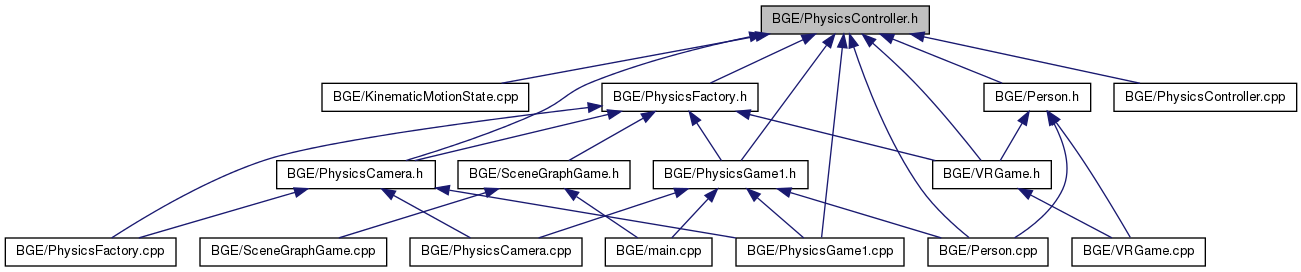 BGE/PhysicsController.h
BGE/KinematicMotionState.cpp
BGE/PhysicsFactory.h
BGE/Person.h
BGE/PhysicsController.cpp
BGE/PhysicsCamera.h
BGE/SceneGraphGame.h
BGE/PhysicsGame1.h
BGE/VRGame.h
BGE/PhysicsFactory.cpp
BGE/SceneGraphGame.cpp
BGE/PhysicsCamera.cpp
BGE/main.cpp
BGE/PhysicsGame1.cpp
BGE/Person.cpp
BGE/VRGame.cpp